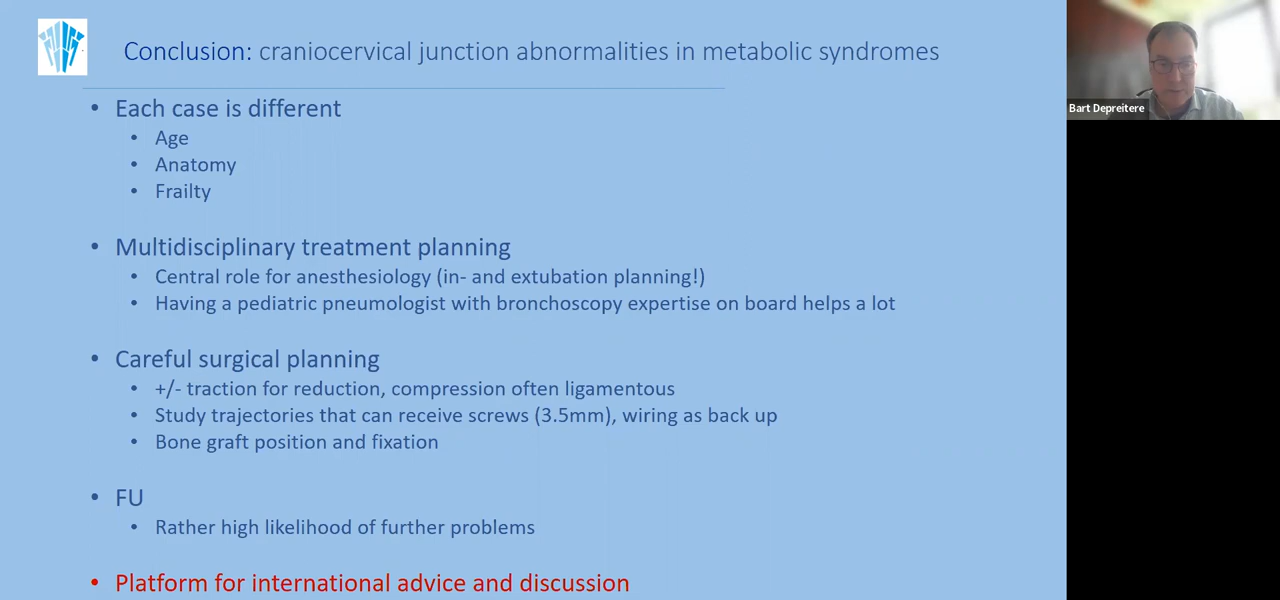 Conclusion: craniocervical junction abnormalities in metabolic syndromes
Bart Depreitere
• Each case is different
• Age
• Anatomy
• Frailty
• Multidisciplinary treatment planning
• Central role for anesthesiology (in- and extubation planning!)
• Having a pediatric pneumologist with bronchoscopy expertise on board helps a lot
• Careful surgical planning
• +/- traction for reduction, compression often ligamentous
• Study trajectories that can receive screws (3.5mm), wiring as back up
• Bone graft position and fixation
• FU
• Rather high likelihood of further problems
• Platform for international advice and discussion